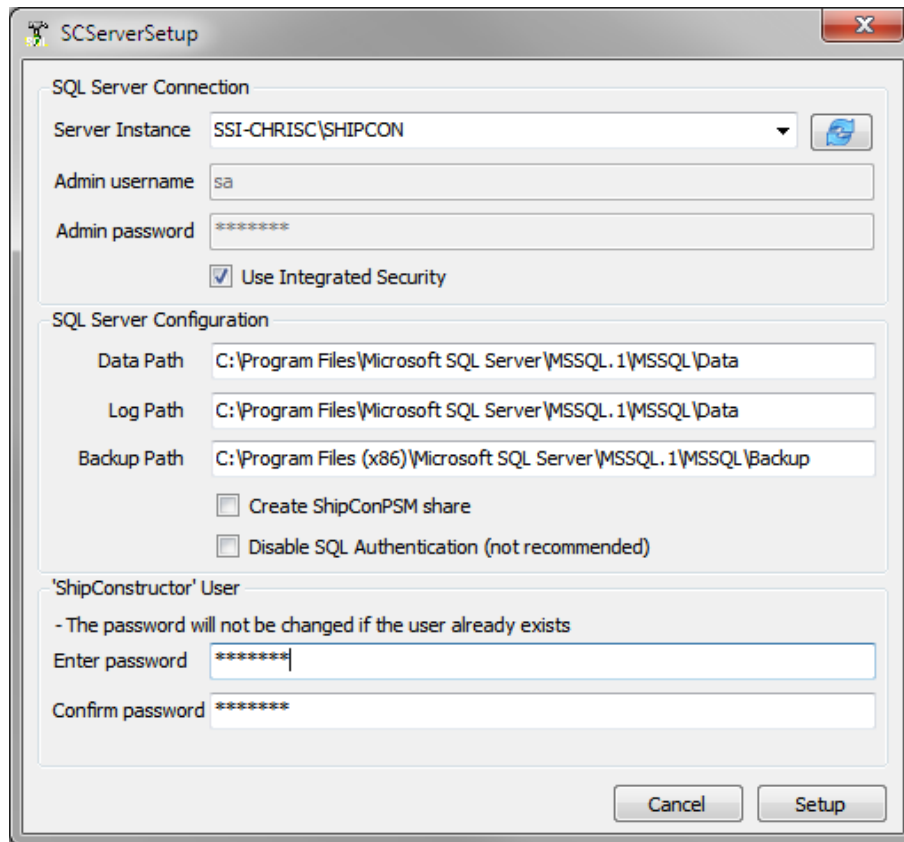 SCServerSetup
SQL Server Connection
Server Instance SSI-CHRISC\SHIPCON
Admin username sa
Admin password *******
Use Integrated Security
SQL Server Configuration
Data Path C:\Program Files\Microsoft SQL Server\MSSQL.1\MSSQL\Data
Log Path C:\Program Files\Microsoft SQL Server\MSSQL.1\MSSQL\Data
Backup Path C:\Program Files (x86)\Microsoft SQL Server\MSSQL.1\MSSQL\Backup
Create ShipConPSM share
Disable SQL Authentication (not recommended)
'ShipConstructor' User
- The password will not be changed if the user already exists
Enter password *******
Confirm password *******
Cancel Setup